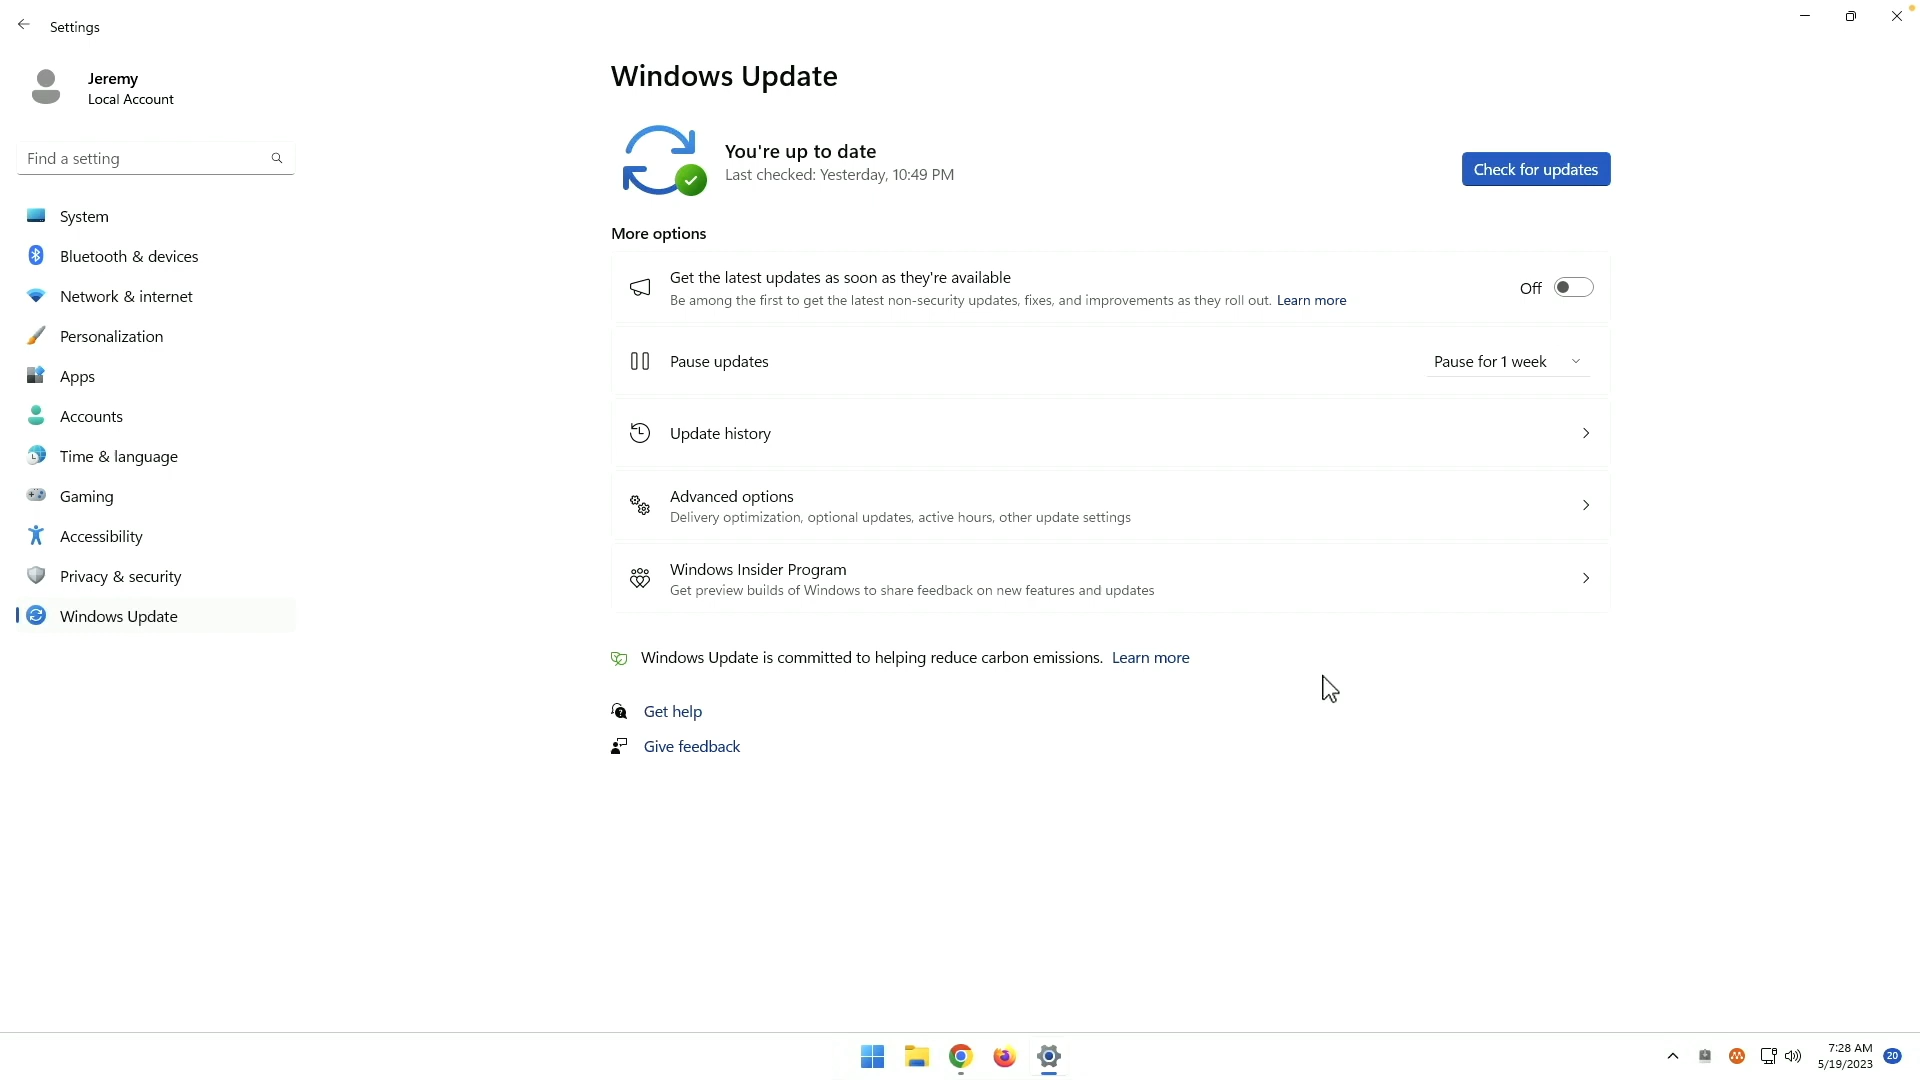 Settings
Jeremy
Local Account
Find a setting
System
Bluetooth & devices
Network & internet
Personalization
Apps
Accounts
Time & language
Gaming
Accessibility
Privacy & security
Windows Update
Windows Update
You're up to date
Last checked: Yesterday, 10:49 PM
Check for updates
More options
Get the latest updates as soon as they're available
Be among the first to get the latest non-security updates, fixes, and improvements as they roll out. Learn more
Off
Pause updates
Pause for 1 week
Update history
Advanced options
Delivery optimization, optional updates, active hours, other update settings
Windows Insider Program
Get preview builds of Windows to share feedback on new features and updates
Windows Update is committed to helping reduce carbon emissions. Learn more
Get help
Give feedback
7:28 AM
5/19/2023
20